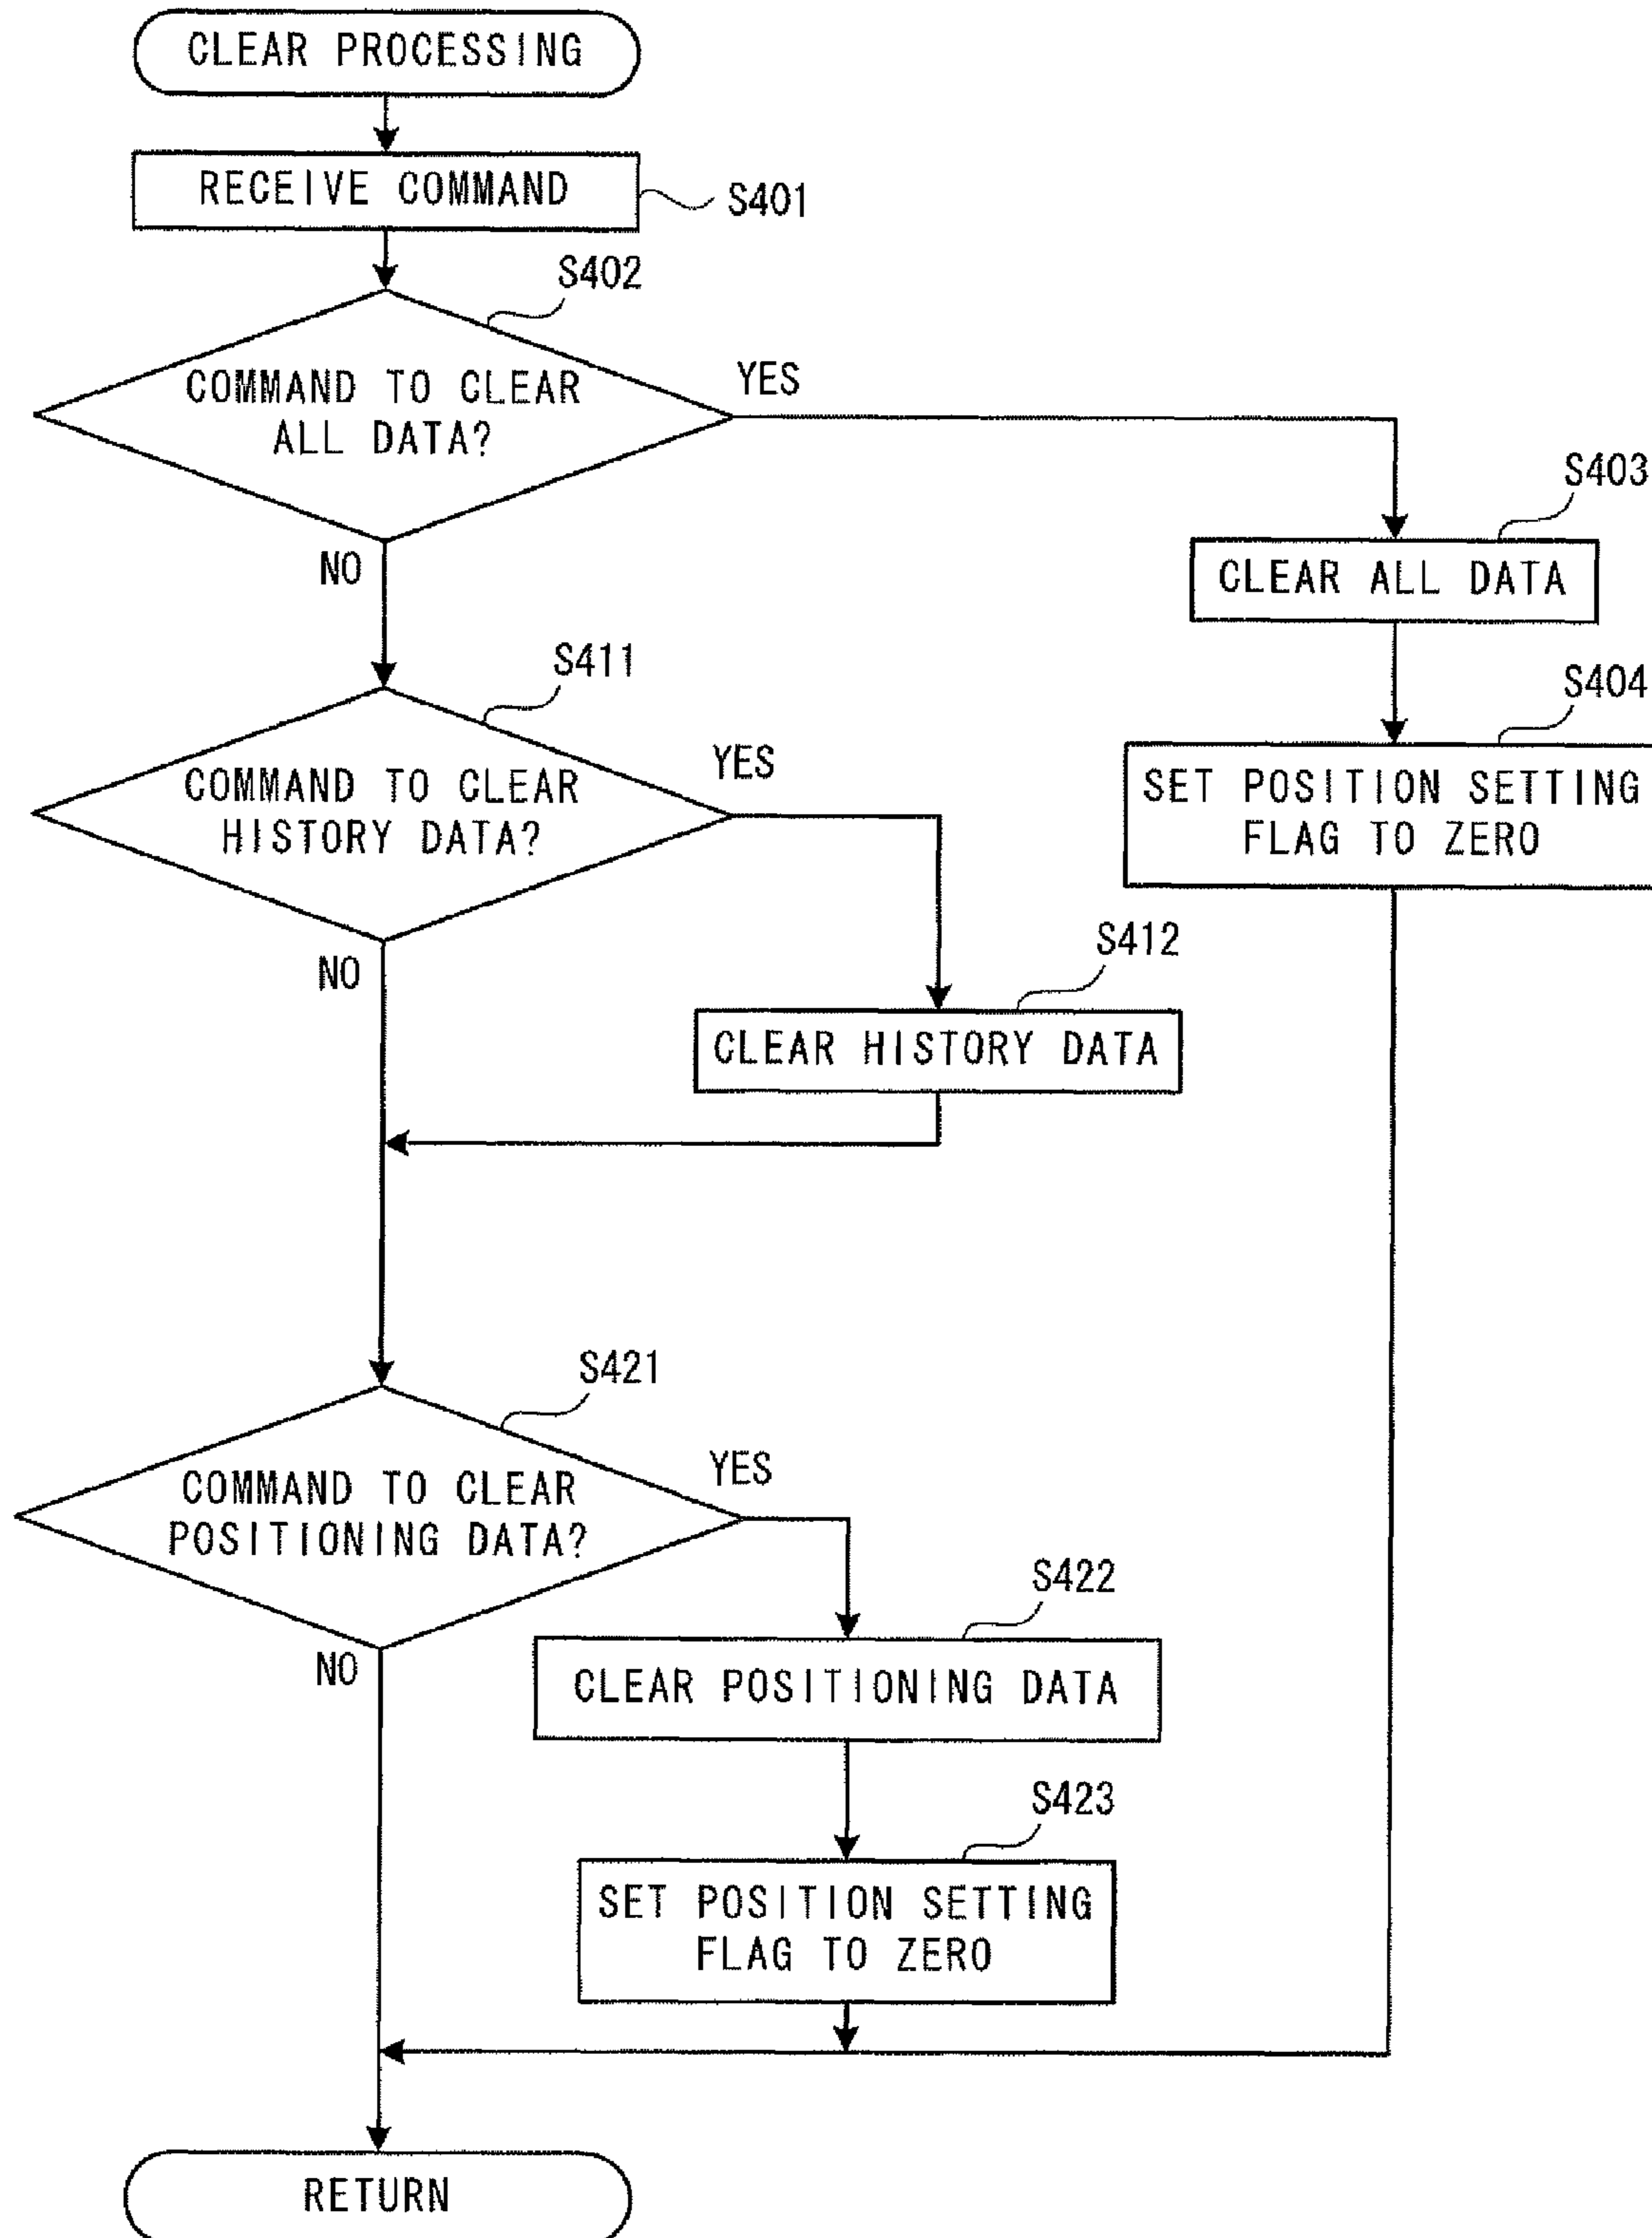 CLEAR PROCESSING
RECEIVE COMMAND
S401
S402
COMMAND TO CLEAR
ALL DATA?
YES
NO
S403
CLEAR ALL DATA
S404
SET POSITION SETTING
FLAG TO ZERO
S411
COMMAND TO CLEAR
HISTORY DATA?
YES
NO
S412
CLEAR HISTORY DATA
S421
COMMAND TO CLEAR
POSITIONING DATA?
YES
NO
S422
CLEAR POSITIONING DATA
S423
SET POSITION SETTING
FLAG TO ZERO
RETURN